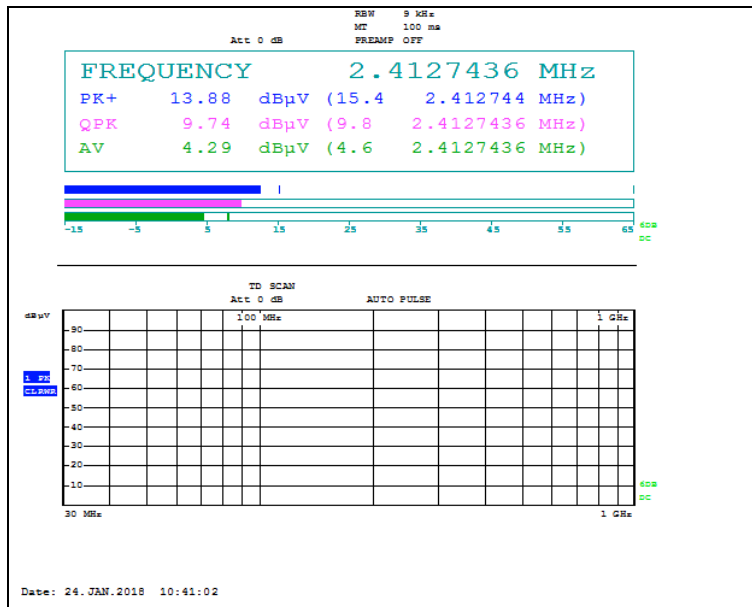 RBW 9 kHz
MT 100 ms
Att 0 dB PREAMP OFF
FREQUENCY 2.4127436 MHz
PK+ 13.88 dBµV (15.4 2.412744 MHz)
QPK 9.74 dBµV (9.8 2.4127436 MHz)
AV 4.29 dBµV (4.6 2.4127436 MHz)
-15 -5 5 15 25 35 45 55 65
6DB
DC
TD SCAN
Att 0 dB AUTO PULSE
dBµV 100 MHz 1 GHz
90
80
70
1 PK
60
CLRWR
50
40
30
20
10
6DB
DC
30 MHz 1 GHz
Date: 24.JAN.2018 10:41:02